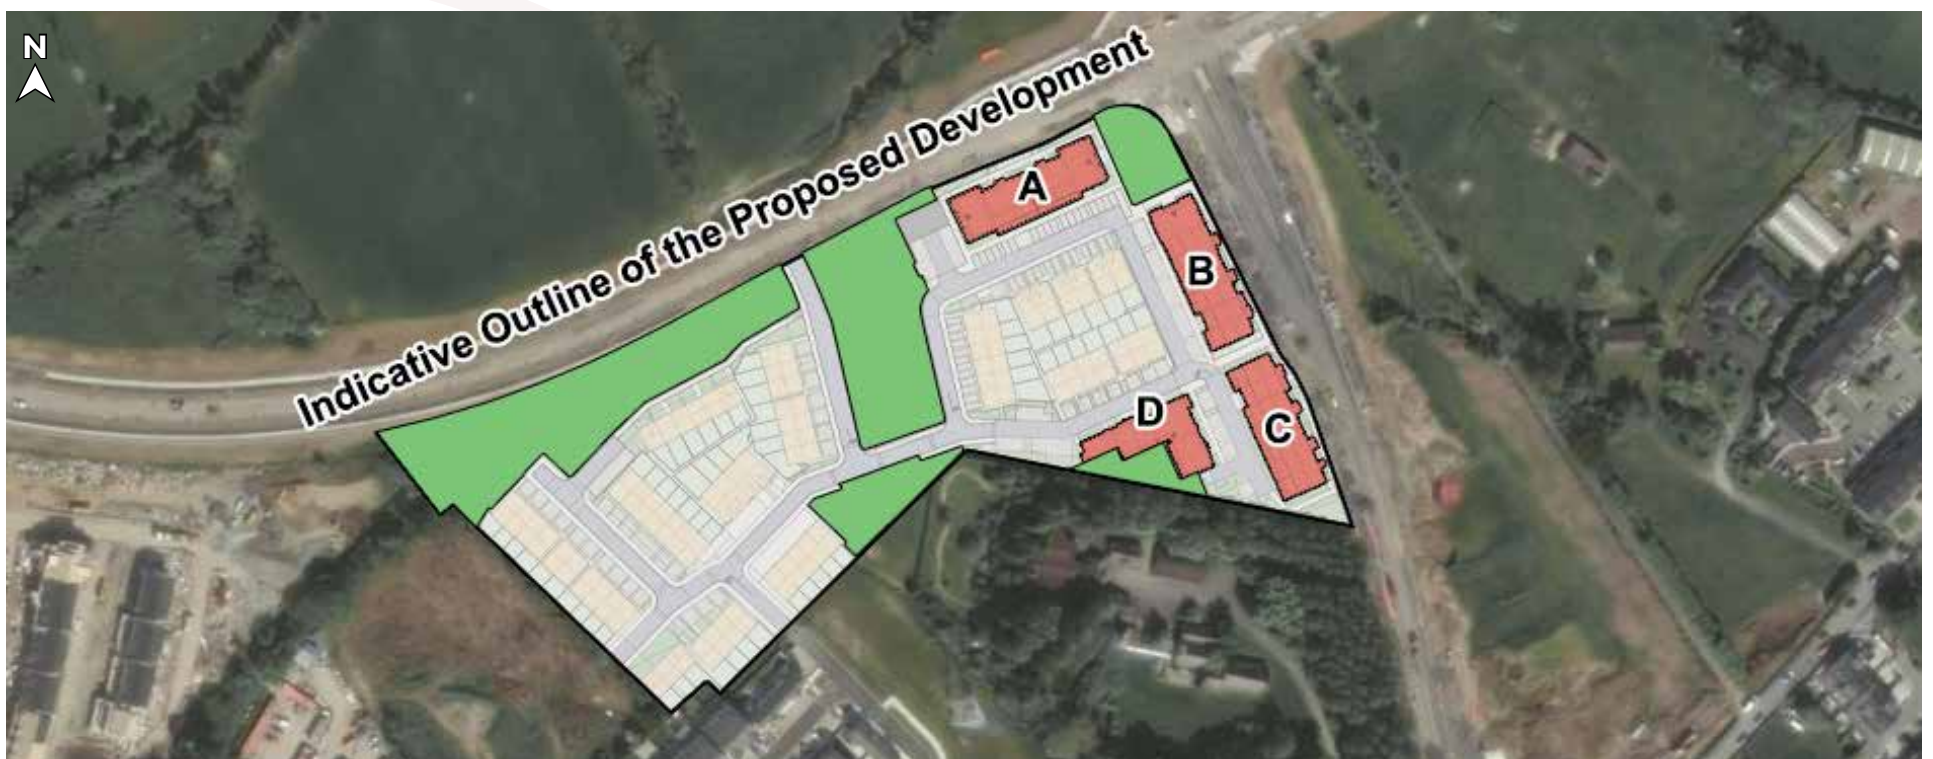 N
Indicative Outline of the Proposed Development
A
B
D
C